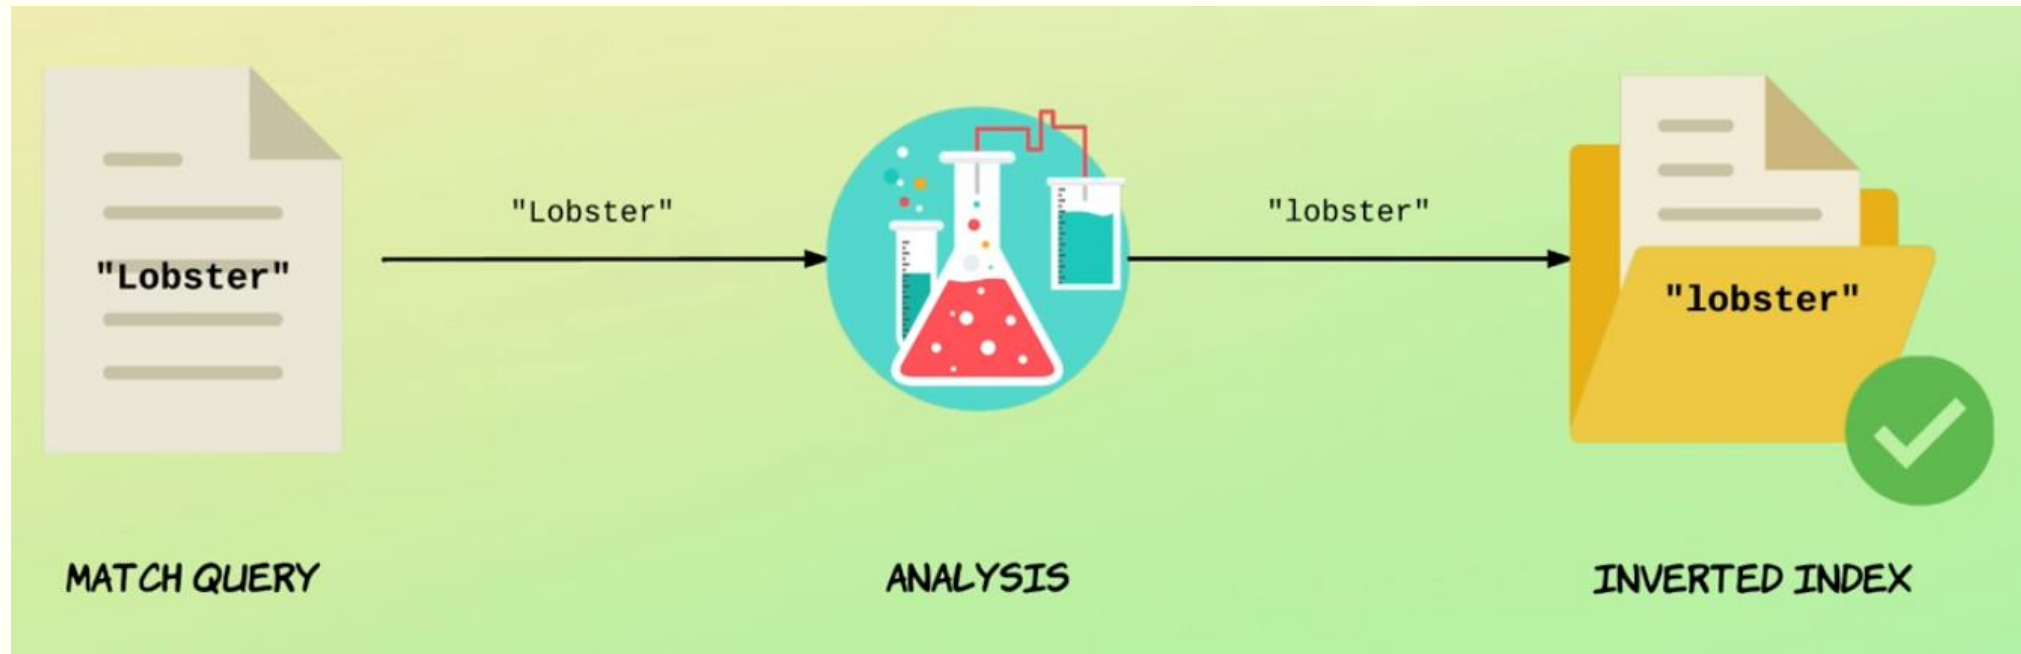 "Lobster"
"Lobster"
"lobster"
"lobster"
MATCH QUERY
ANALYSIS
INVERTED INDEX